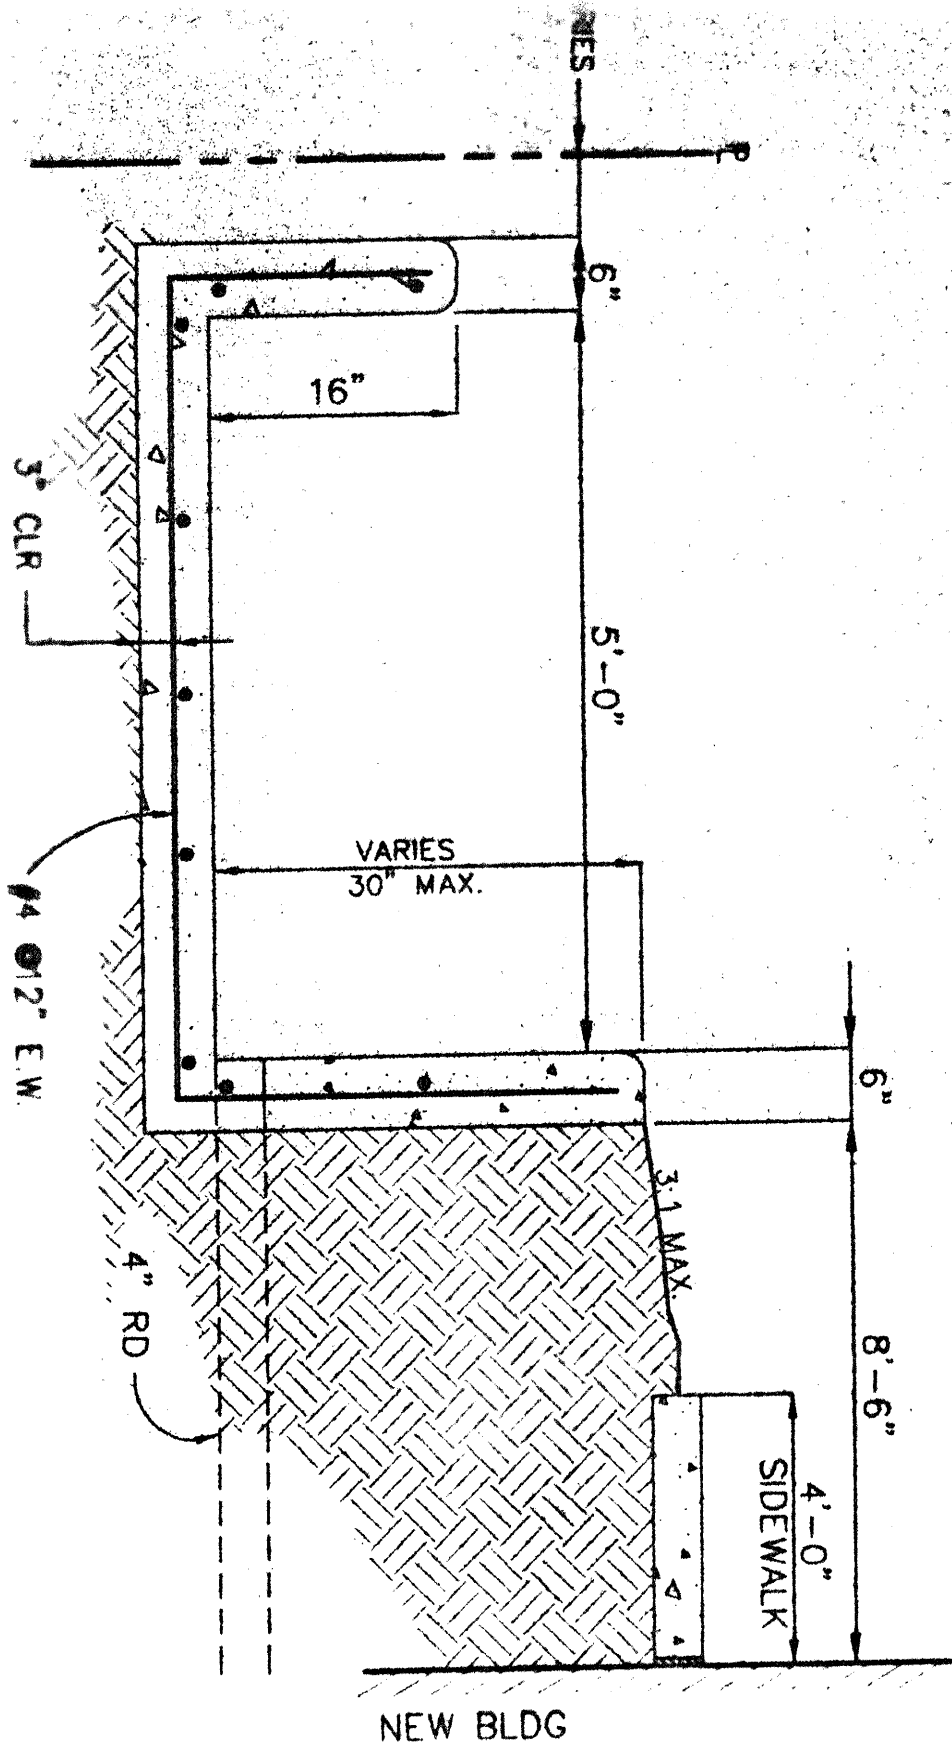 6"
16"
3" CLR
5'-0"
VARIES
30" MAX.
#4 @12" E.W.
6"
3:1 MAX.
4" RD
8'-6"
4'-0"
SIDEWALK
NEW BLDG